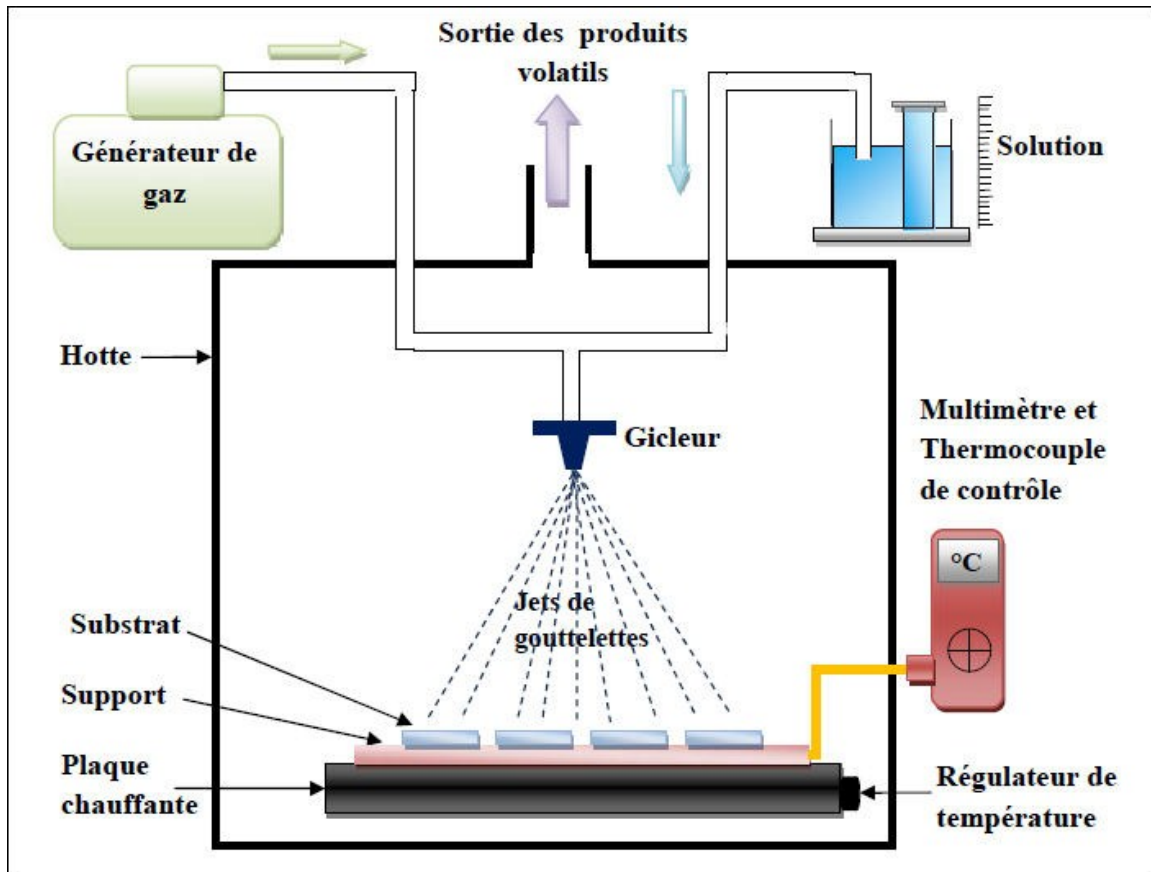 Sortie des produits
volatils
Générateur de
gaz
Solution
Hotte
Gicleur
Multimètre et
Thermocouple
de contrôle
°C
Jets de
gouttelettes
Substrat
Support
Plaque
chauffante
Régulateur de
température